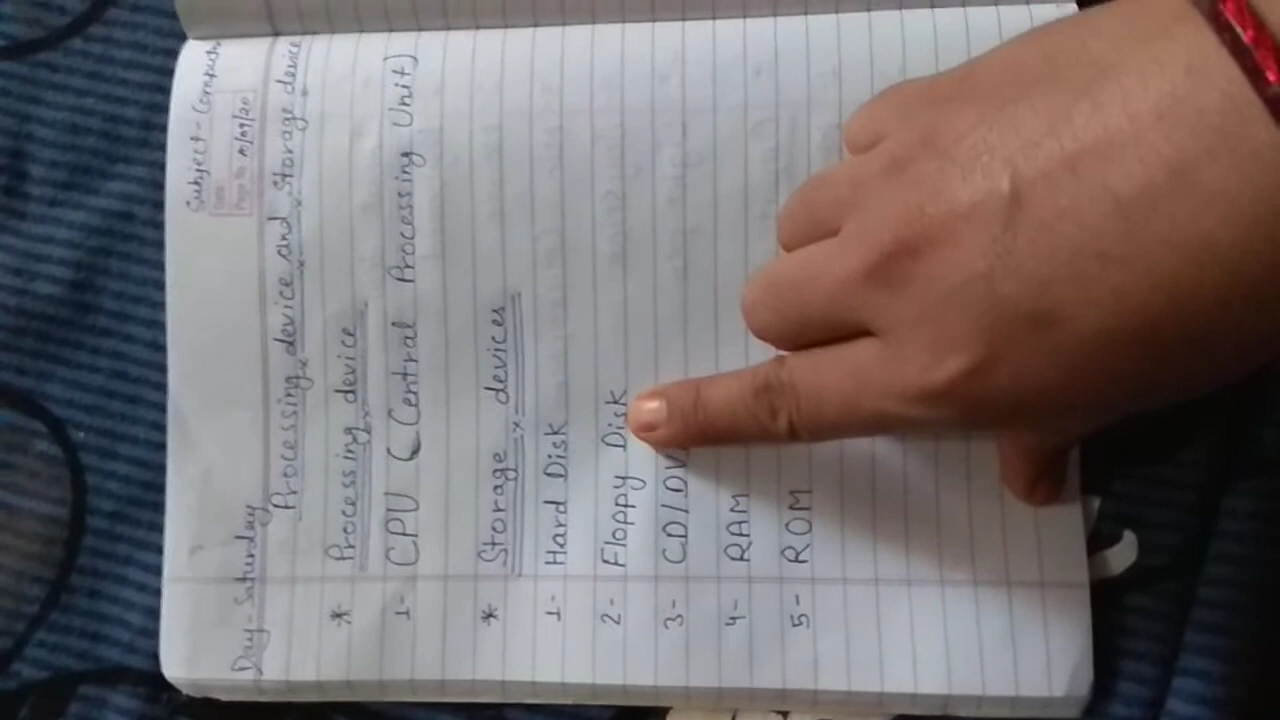 Subject - Comput
Day - Saturday
Processing device and Storage device
* Processing device
1- CPU (Central Processing Unit)
* Storage devices
1- Hard Disk
2- Floppy Disk
3- CD/DV
4- RAM
5- ROM